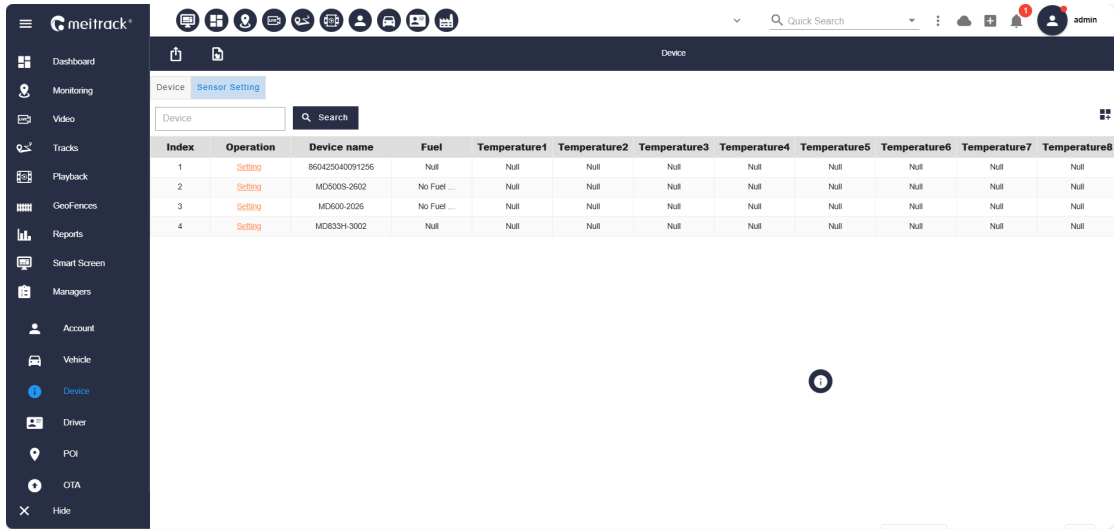 meitrack®
Quick Search
1
admin
Dashboard
Device
Monitoring
Device Sensor Setting
Video
Device
Search
Tracks
Index Operation Device name Fuel Temperature1 Temperature2 Temperature3 Temperature4 Temperature5 Temperature6 Temperature7 Temperature8
1 Setting 860425040091256 Null Null Null Null Null Null Null Null Null
Playback
2 Setting MD500S-2602 No Fuel ... Null Null Null Null Null Null Null Null
GeoFences
3 Setting MD600-2026 No Fuel ... Null Null Null Null Null Null Null Null
4 Setting MD833H-3002 Null Null Null Null Null Null Null Null Null
Reports
Smart Screen
Managers
Account
Vehicle
Device
Driver
POI
OTA
Hide